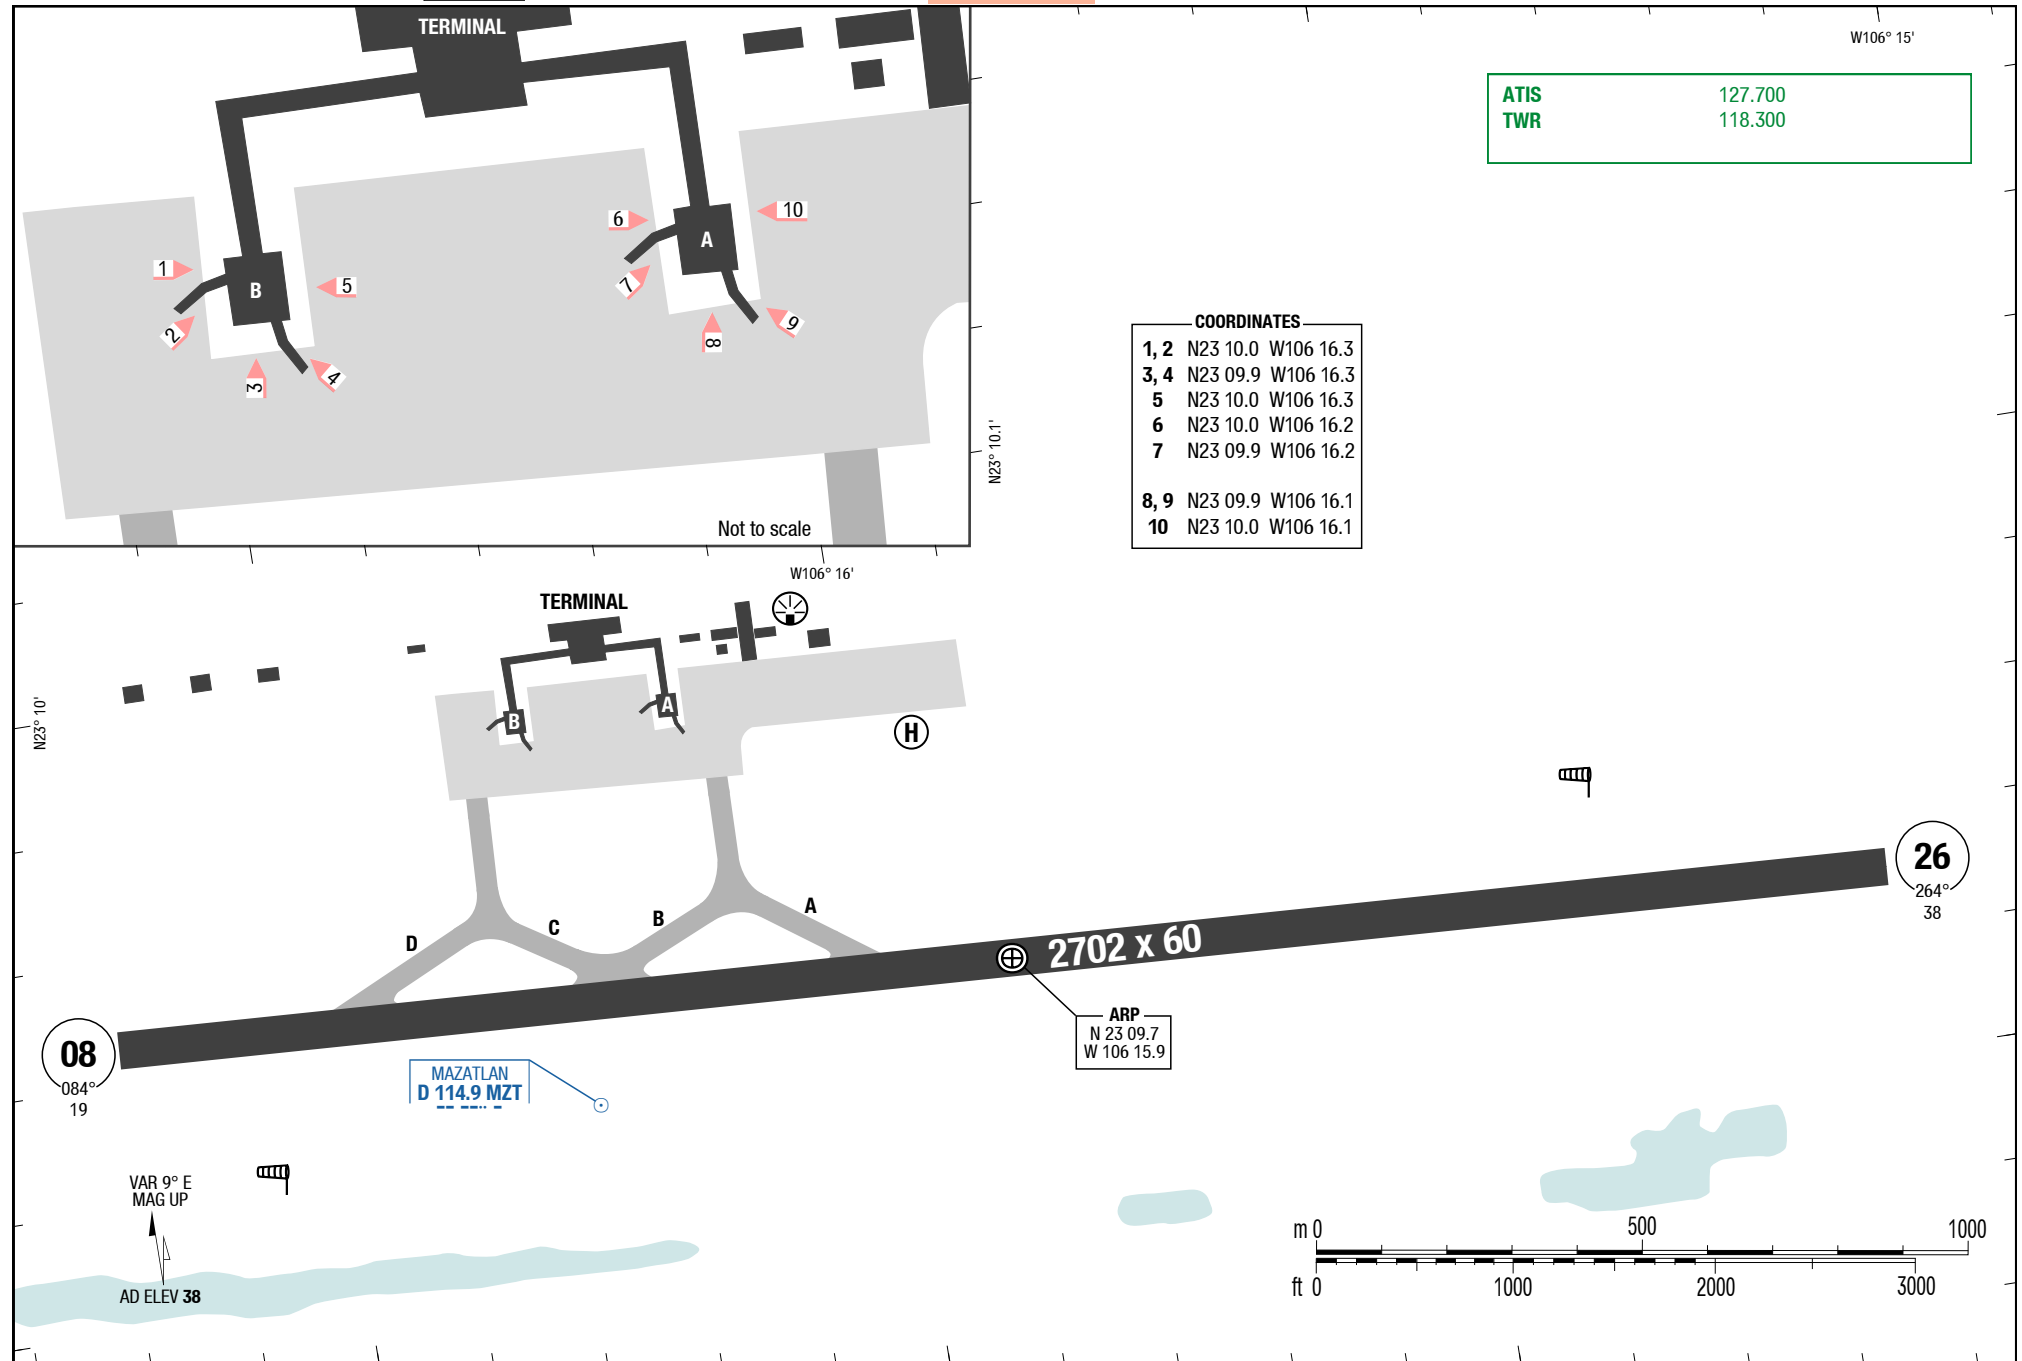 TERMINAL
W106° 15'
ATIS 127.700
TWR 118.300
6
10
A
1
B
5
7
2
8
9
3
4
COORDINATES
1, 2 N23 10.0 W106 16.3
3, 4 N23 09.9 W106 16.3
5 N23 10.0 W106 16.3
6 N23 10.0 W106 16.2
7 N23 09.9 W106 16.2
8, 9 N23 09.9 W106 16.1
10 N23 10.0 W106 16.1
N23° 10.1'
Not to scale
W106° 16'
TERMINAL
N23° 10'
B
A
H
26
264°
38
D
C
B
A
2702 x 60
ARP
N 23 09.7
W 106 15.9
08
084°
19
MAZATLAN
D 114.9 MZT
VAR 9° E
MAG UP
AD ELEV 38
m 0 500 1000
ft 0 1000 2000 3000